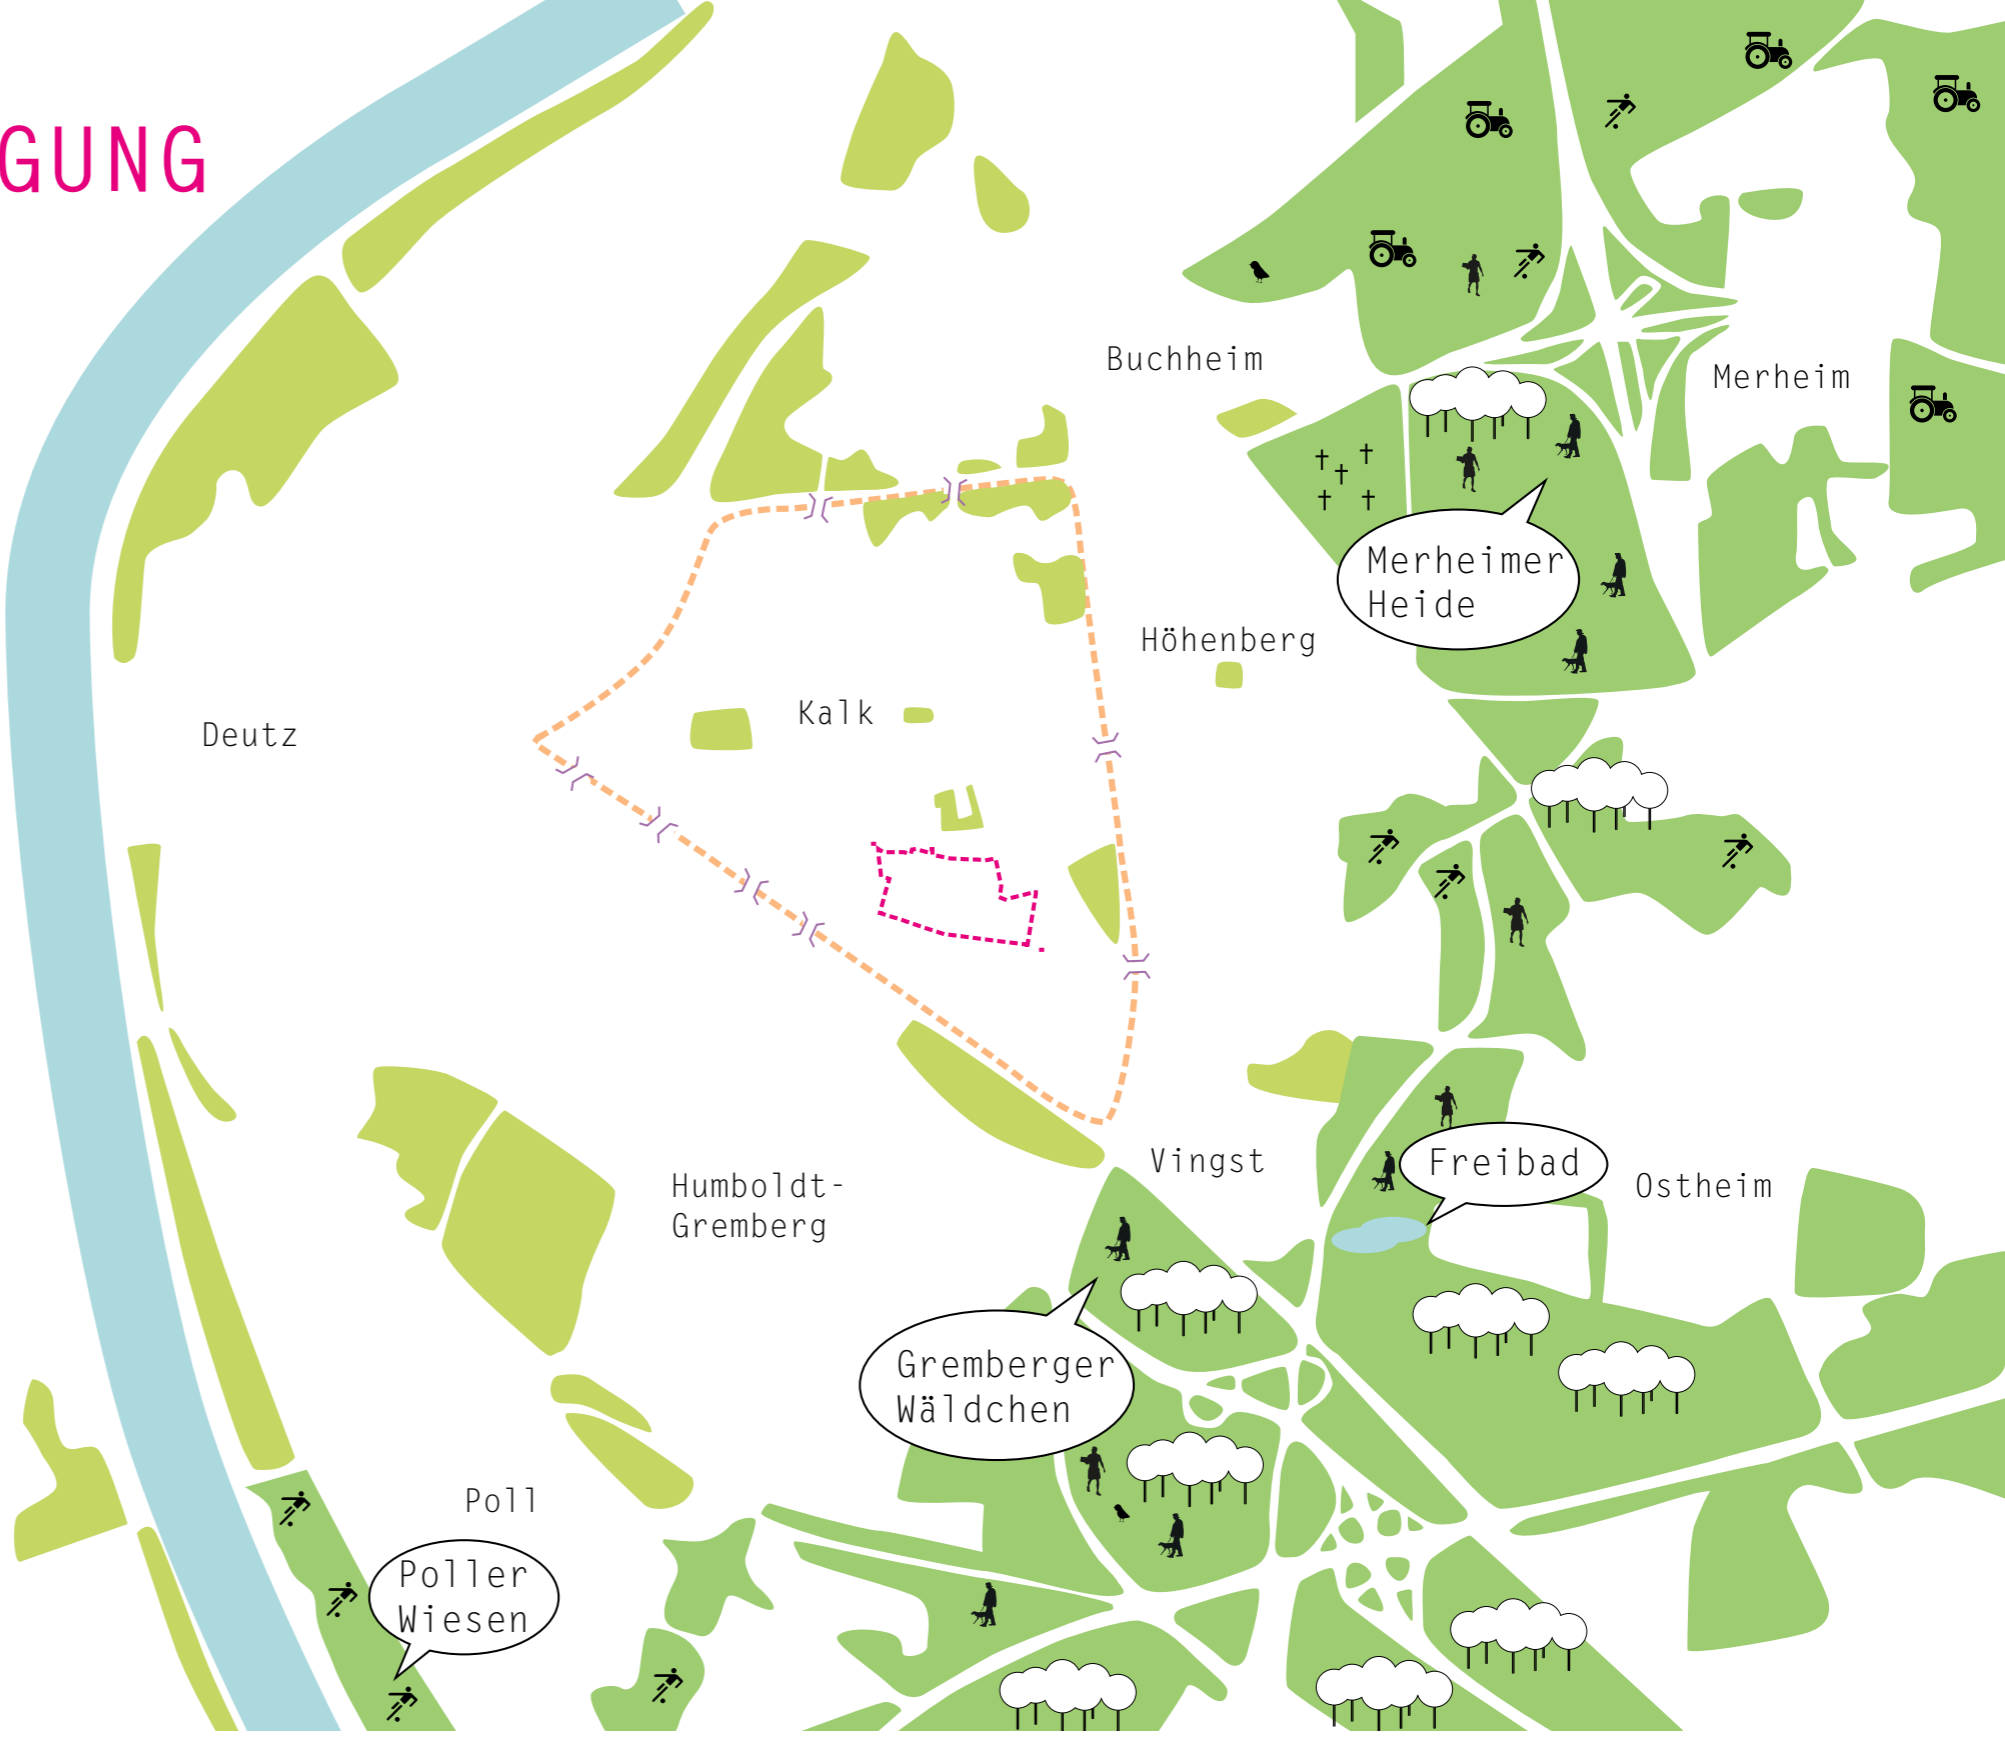 GUNG
Buchheim
Merheim
Merheimer
Heide
Höhenberg
Kalk
Deutz
Vingst
Freibad
Ostheim
Humboldt-
Gremberg
Gremberger
Wäldchen
Poll
Poller
Wiesen